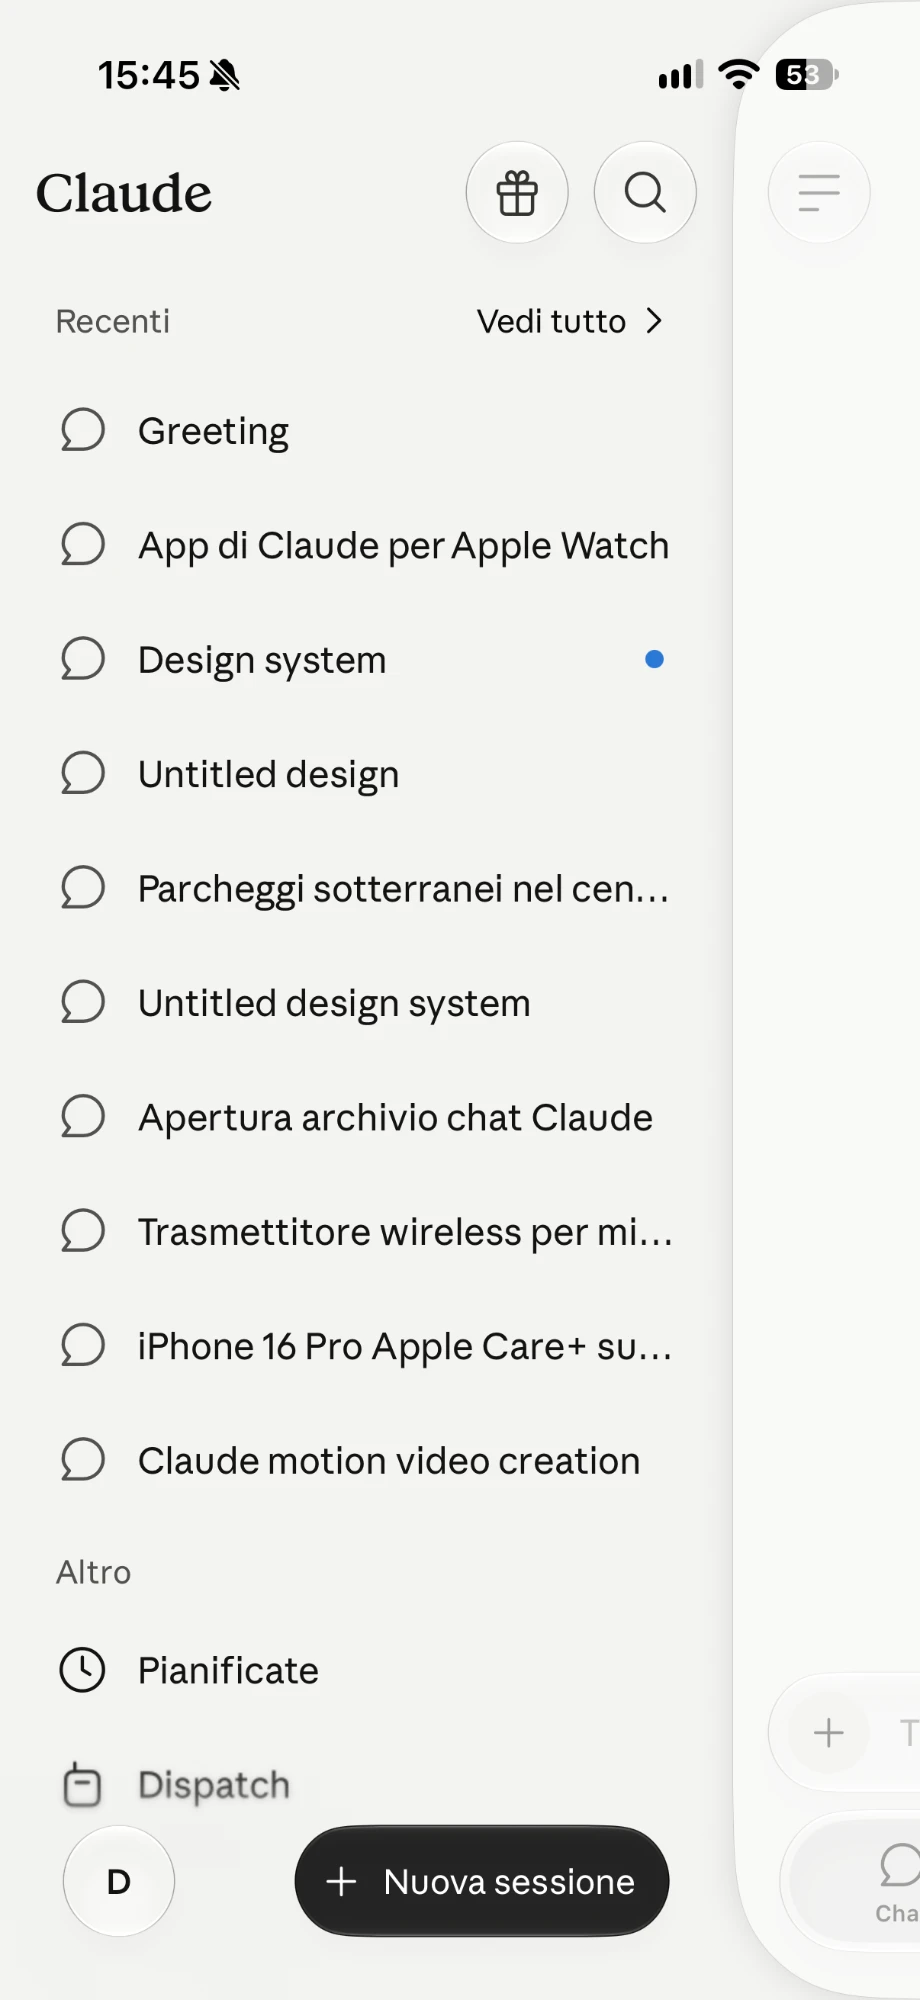 15:45
53
Claude
Recenti
Vedi tutto
Greeting
App di Claude per Apple Watch
Design system
Untitled design
Parcheggi sotterranei nel cen...
Untitled design system
Apertura archivio chat Claude
Trasmettitore wireless per mi...
iPhone 16 Pro Apple Care+ su...
Claude motion video creation
Altro
Pianificate
Dispatch
D
Nuova sessione
T
Cha